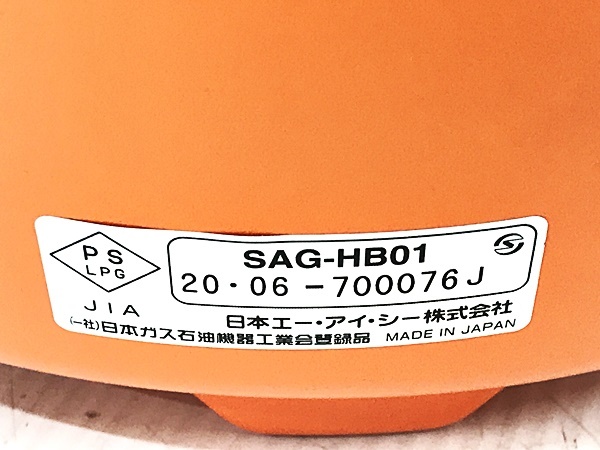 PS
LPG
JIA
SAG-HB01
20・06-700076J
日本エー・アイ・シー株式会社
(一社)日本ガス石油機器工業会登録品 MADE IN JAPAN